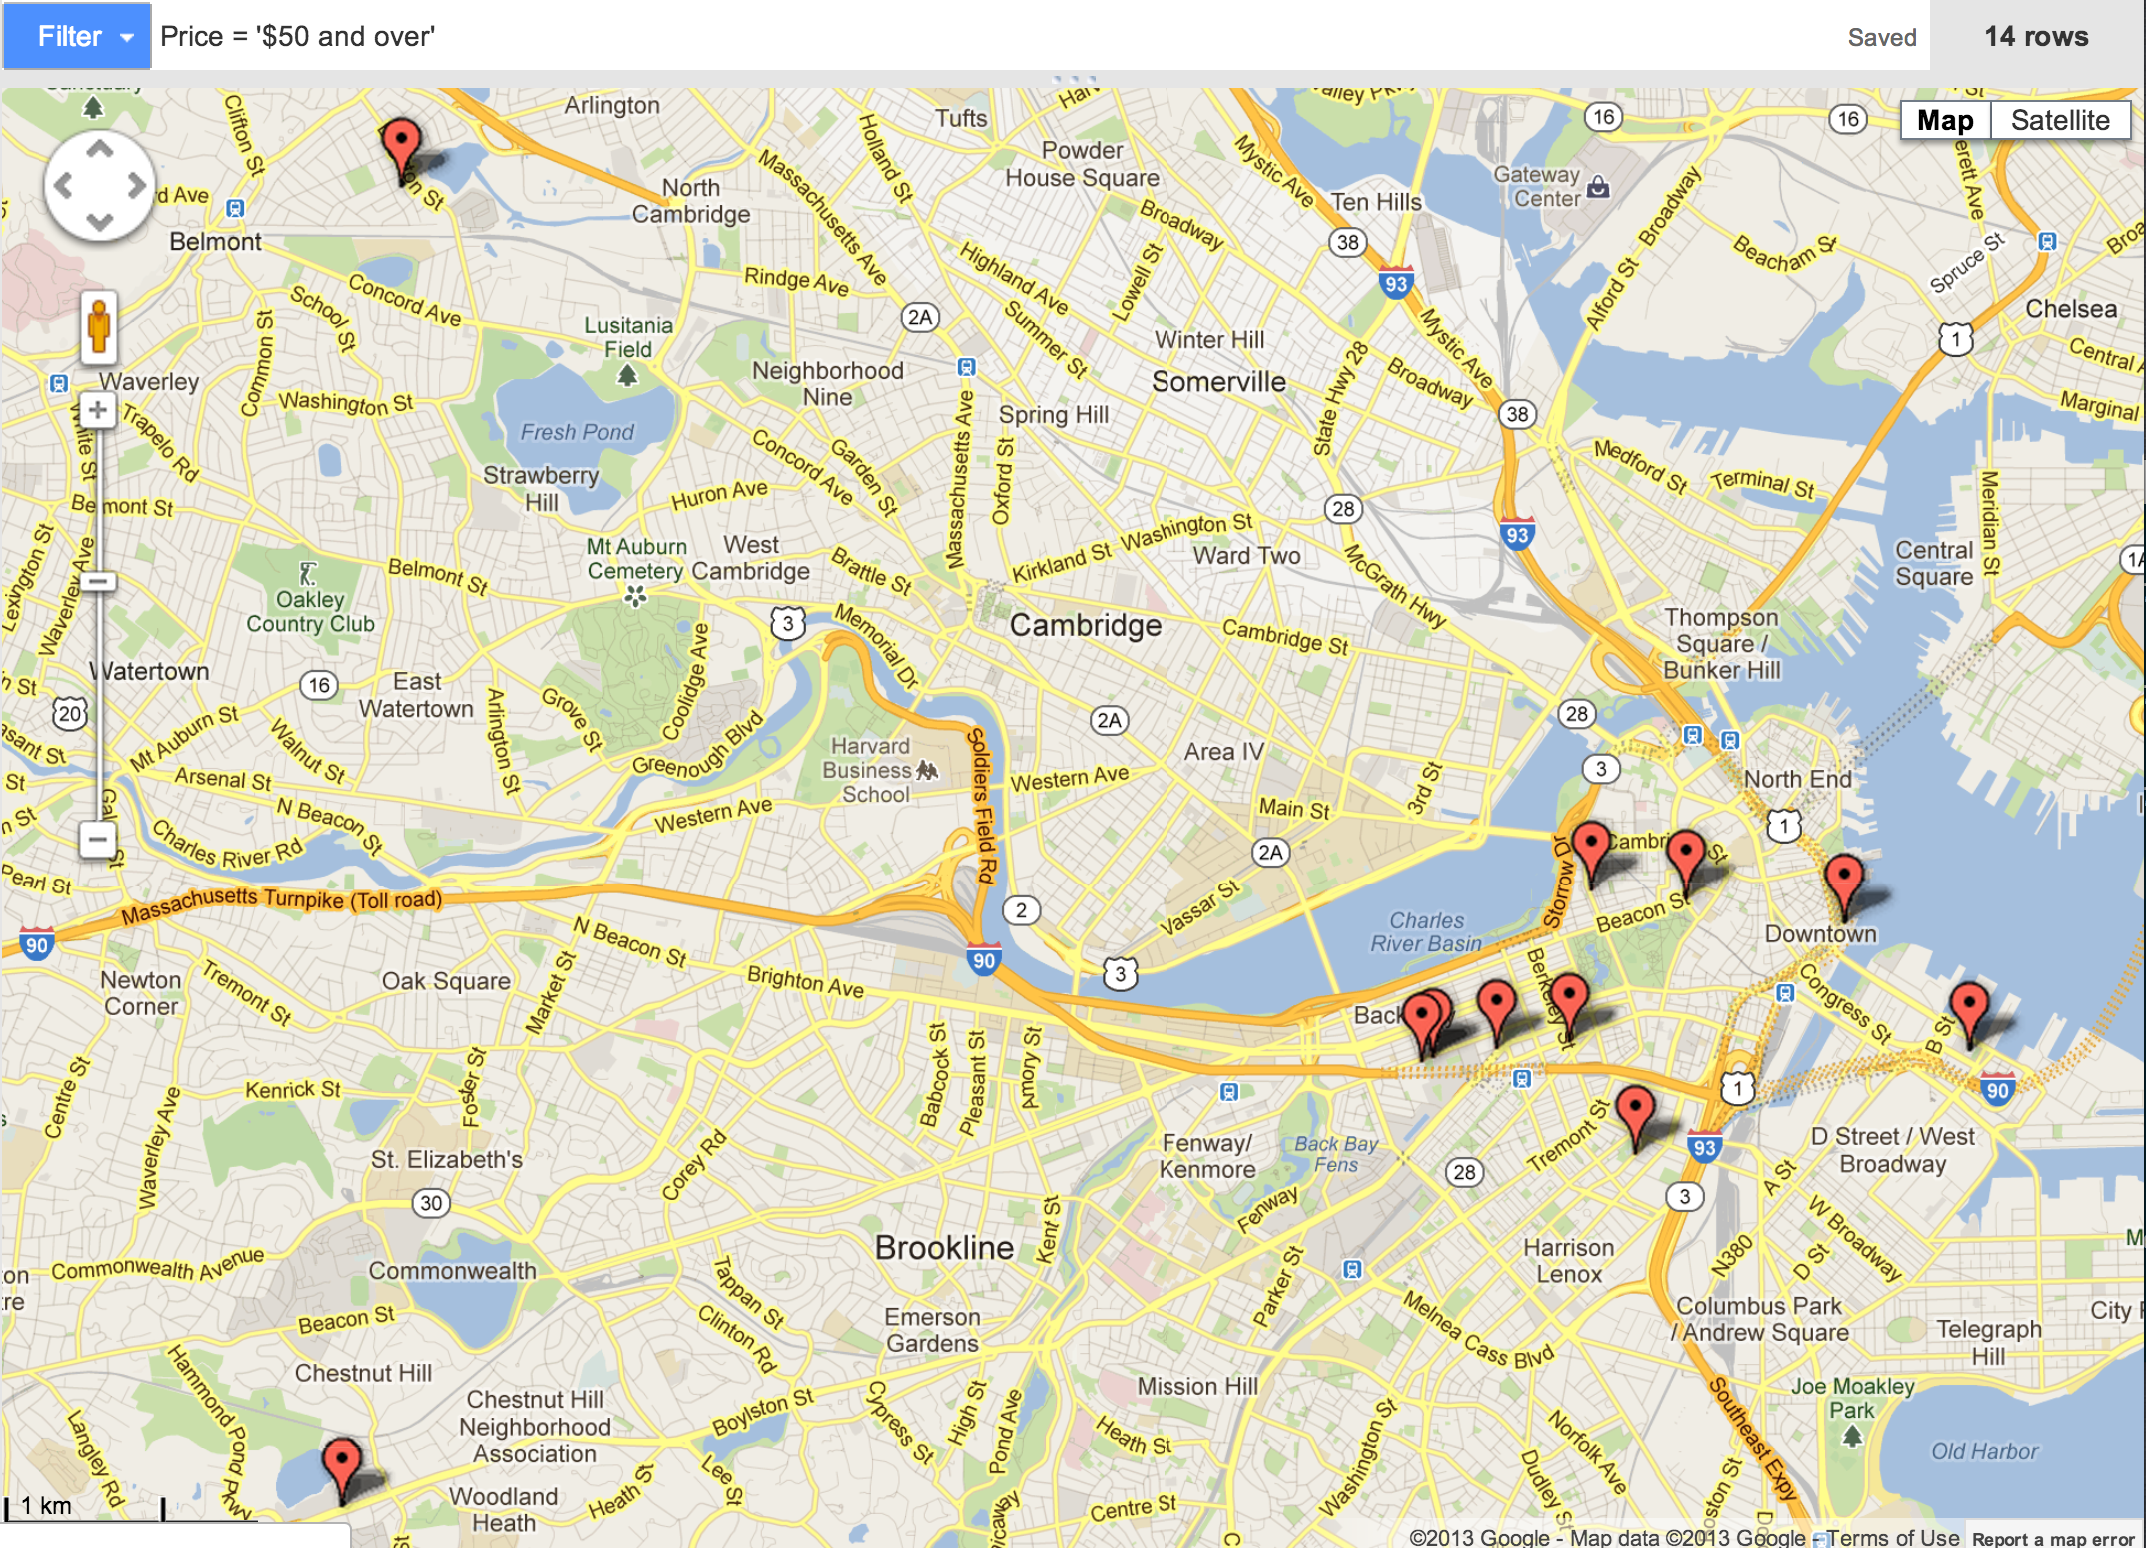 Filter
Price = '$50 and over'
Saved
14 rows
Map
Satellite
Arlington
Tufts
Powder
House Square
Clifton St
Holland St
Massachusetts Ave
Mystic Ave
Ten Hills
Gateway
Center
16
16
Broadway
Beacham St
Spruce St
Chelsea
Belmont
North
Cambridge
Rindge Ave
Broadway
Highland Ave
Lowell St
Summer St
38
93
Alford St
1
Central
Marginal
School St
Concord Ave
Common St
Lusitania
Field
2A
Neighborhood
Nine
Winter Hill
Somerville
State Hwy 28
Mystic Ave
Broadway
38
Waverley
Washington St
Trapelo Rd
White St
Fresh Pond
Strawberry
Hill
Spring Hill
Concord Ave
Garden St
Massachusetts Ave
Oxford St
Huron Ave
28
93
Medford St
Terminal St
Meridian St
Belmont St
Lexington St
Waverley Ave
Oakley
Country Club
Belmont St
Mt Auburn
Cemetery
West
Cambridge
Brattle St
Kirkland St
Washington St
Ward Two
McGrath Hwy
Central
Square
Thompson
Square /
Bunker Hill
3
Memorial Dr
Cambridge
Cambridge St
Watertown
16
20
East
Watertown
Arlington St
Grove St
Coolidge Ave
Mt Auburn St
Walnut St
Greenough Blvd
Harvard
Business
School
Soldiers Field Rd
2A
Western Ave
Area IV
28
3
North End
1
Arsenal St
N Beacon St
Charles River Rd
Western Ave
Main St
3rd St
2A
Storrow Dr
Beacon St
Downtown
Pearl St
Massachusetts Turnpike (Toll road)
90
2
Vassar St
Charles
River Basin
90
3
Newton
Corner
Tremont St
Oak Square
N Beacon St
Market St
Brighton Ave
Back
Berkeley St
Congress St
B St
90
1
93
Centre St
Waverley Ave
Kenrick St
Foster St
Babcock St
Pleasant St
Amory St
St. Elizabeth's
Corey Rd
Fenway/
Kenmore
Back Bay
Fens
28
Tremont St
D Street / West
Broadway
30
3
A St
W Broadway
Fenway
Kent St
Brookline
Harrison
Lenox
N380
D St
Commonwealth Avenue
Commonwealth
Tappan St
Clinton Rd
Parker St
Beacon St
Emerson
Gardens
Melnea Cass Blvd
Columbus Park
/ Andrew Square
Telegraph
Hill
Chestnut Hill
Hammond Pond Pkwy
Chestnut Hill
Neighborhood
Association
Boylston St
Cypress St
High St
Pond Ave
Mission Hill
Heath St
Washington St
Norfolk Ave
Dudley St
Southeast Expy
Joe Moakley
Park
Old Harbor
Langley Rd
Woodland
Heath
Heath St
Lee St
Centre St
1 km
©2013 Google - Map data ©2013 Google - Terms of Use
Report a map error